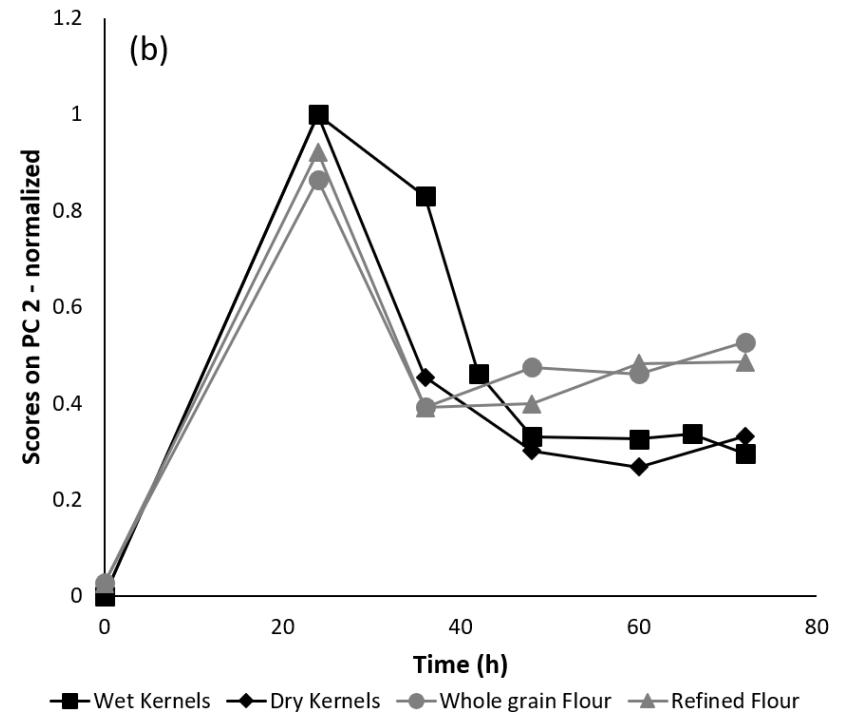 (b)
Scores on PC 2 - normalized
1.2
1
0.8
0.6
0.4
0.2
0
0 20 40 60 80
Time (h)
Wet Kernels Dry Kernels Whole grain Flour Refined Flour